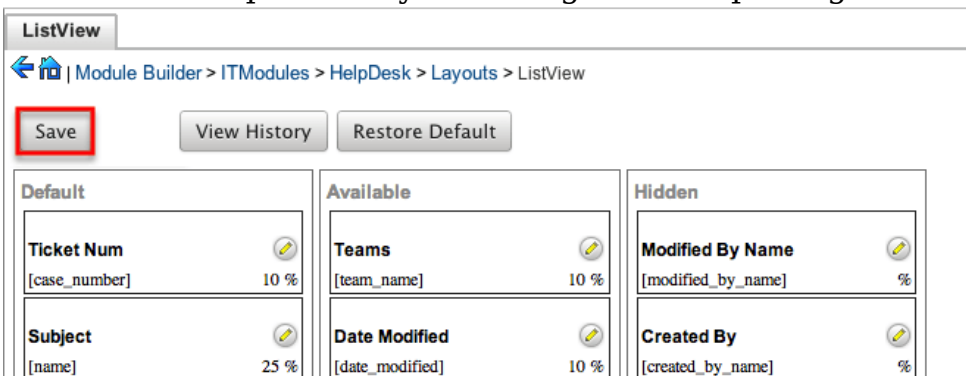 ListView
| Module Builder > ITModules > HelpDesk > Layouts > ListView
Save View History Restore Default
Default Available Hidden
Ticket Num Teams Modified By Name
[case_number] 10 % [team_name] 10 % [modified_by_name] %
Subject Date Modified Created By
[name] 25 % [date_modified] 10 % [created_by_name] %